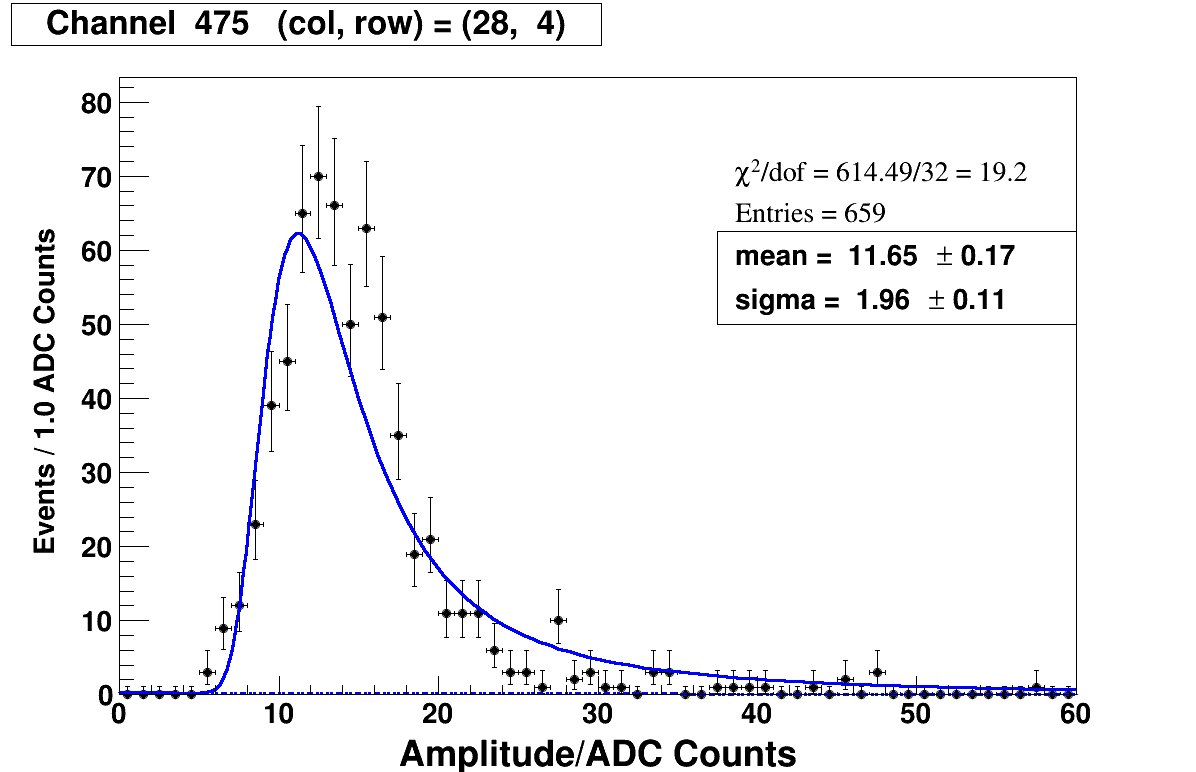 Channel 475 (col, row) = (28, 4)
80
70
60
50
40
30
20
10
0
Events / 1.0 ADC Counts
χ²/dof = 614.49/32 = 19.2
Entries = 659
mean = 11.65 ± 0.17
sigma = 1.96 ± 0.11
0 10 20 30 40 50 60
Amplitude/ADC Counts